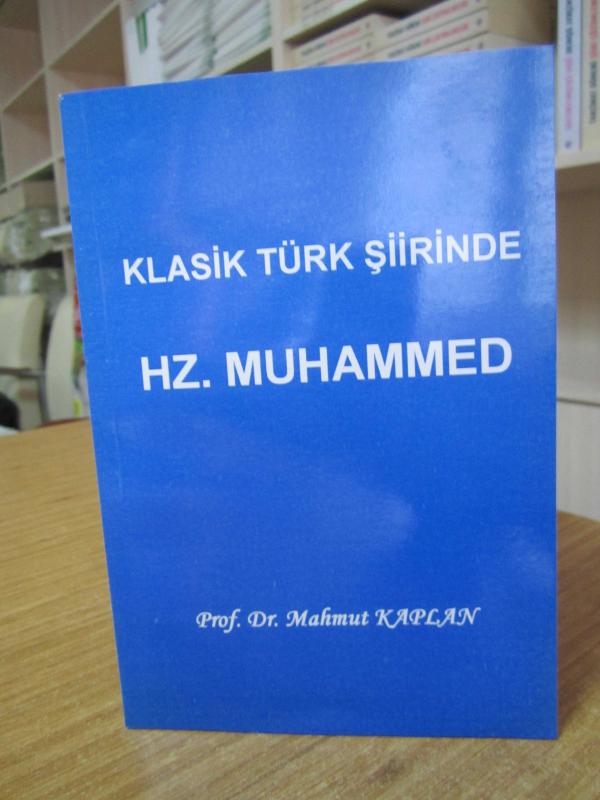 KLASİK TÜRK ŞİİRİNDE
HZ. MUHAMMED
Prof. Dr. Mahmut KAPLAN